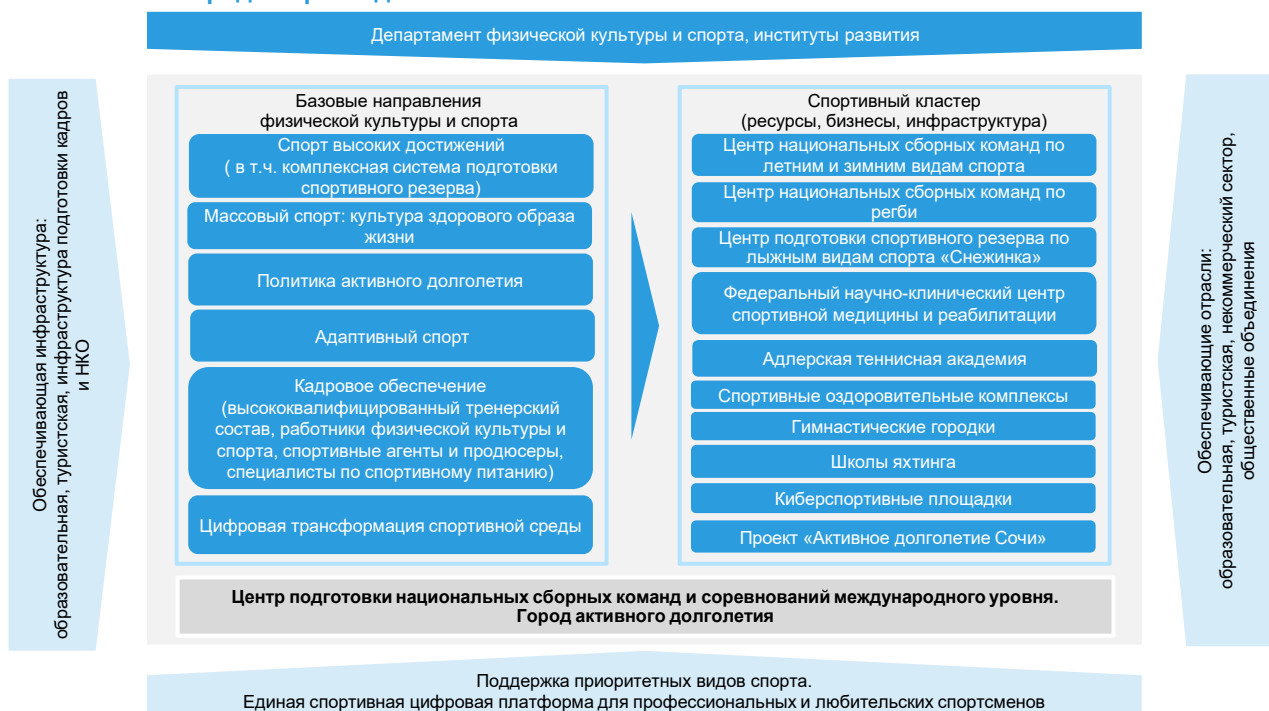 Департамент физической культуры и спорта, институты развития
Обеспечивающая инфраструктура:
образовательная, туристская, инфраструктура подготовки кадров
и НКО
Базовые направления
физической культуры и спорта
Спорт высоких достижений
( в т.ч. комплексная система подготовки
спортивного резерва)
Массовый спорт: культура здорового образа
жизни
Политика активного долголетия
Адаптивный спорт
Кадровое обеспечение
(высококвалифицированный тренерский
состав, работники физической культуры и
спорта, спортивные агенты и продюсеры,
специалисты по спортивному питанию)
Цифровая трансформация спортивной среды
Спортивный кластер
(ресурсы, бизнесы, инфраструктура)
Центр национальных сборных команд по
летним и зимним видам спорта
Центр национальных сборных команд по
регби
Центр подготовки спортивного резерва по
лыжным видам спорта «Снежинка»
Федеральный научно-клинический центр
спортивной медицины и реабилитации
Адлерская теннисная академия
Спортивные оздоровительные комплексы
Гимнастические городки
Школы яхтинга
Киберспортивные площадки
Проект «Активное долголетие Сочи»
Обеспечивающие отрасли:
образовательная, туристская, некоммерческий сектор,
общественные объединения
Центр подготовки национальных сборных команд и соревнований международного уровня.
Город активного долголетия
Поддержка приоритетных видов спорта.
Единая спортивная цифровая платформа для профессиональных и любительских спортсменов